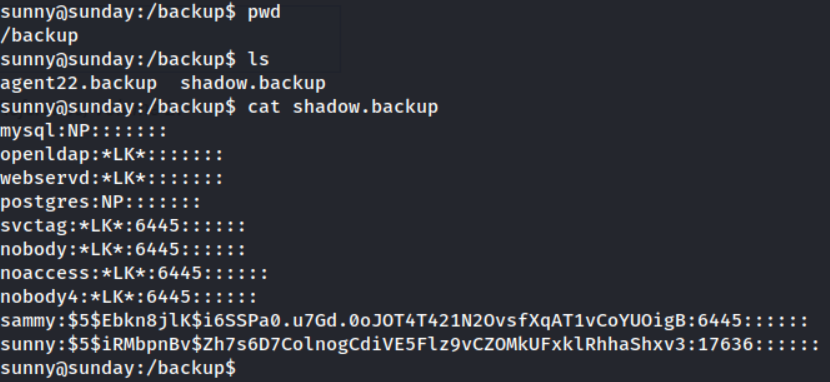 sunny@sunday:/backup$ pwd
/backup
sunny@sunday:/backup$ ls
agent22.backup  shadow.backup
sunny@sunday:/backup$ cat shadow.backup
mysql:NP:::::::
openldap:*LK*:::::::
webservd:*LK*:::::::
postgres:NP:::::::
svctag:*LK*:6445::::::
nobody:*LK*:6445::::::
noaccess:*LK*:6445::::::
nobody4:*LK*:6445::::::
sammy:$5$Ebkn8jlK$i6SSPa0.u7Gd.0oJOT4T421N2OvsfXqAT1vCoYUOigB:6445::::::
sunny:$5$iRMbpnBv$Zh7s6D7ColnogCdiVE5Flz9vCZOMkUFxklRhhaShxv3:17636::::::
sunny@sunday:/backup$